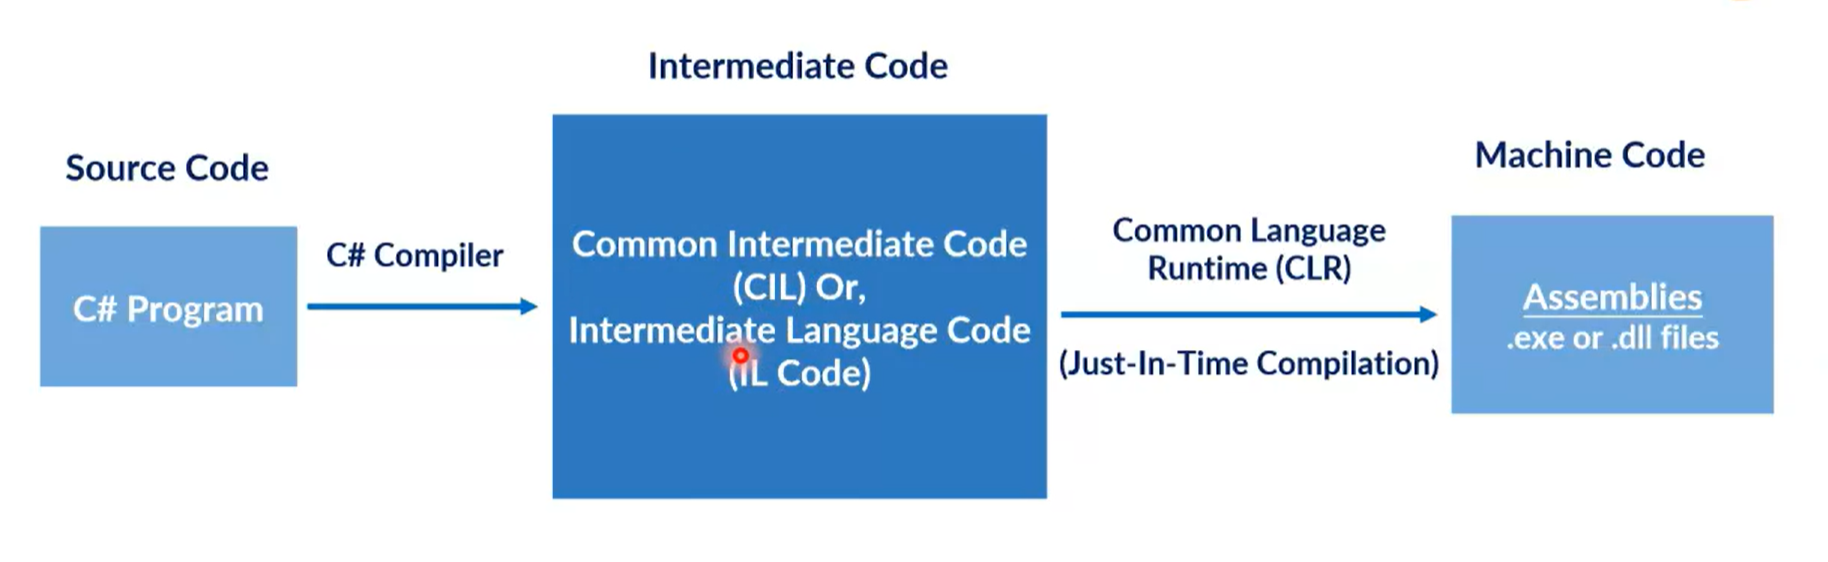 Intermediate Code
Source Code
Machine Code
C# Program
C# Compiler
Common Intermediate Code
(CIL) Or,
Intermediate Language Code
(IL Code)
Common Language
Runtime (CLR)
(Just-In-Time Compilation)
Assemblies
.exe or .dll files